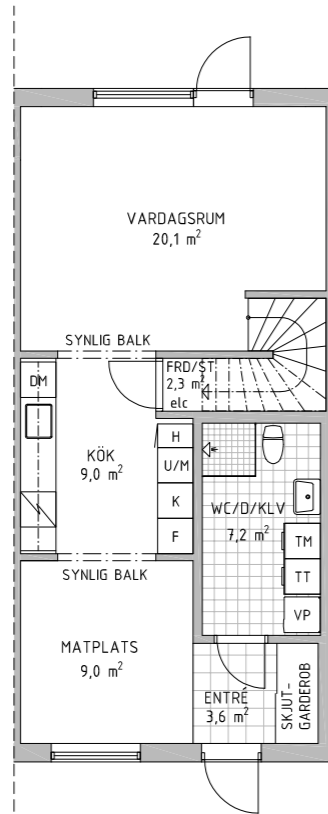 VARDAGSRUM
20,1 m²
SYNLIG BALK
DM
FRD/ST
2,3 m²
elc
KÖK
9,0 m²
H
U/M
K
F
WC/D/KLV
7,2 m²
TM
TT
VP
SYNLIG BALK
MATPLATS
9,0 m²
ENTRÉ
3,6 m²
SKJUT-
GARDEROB